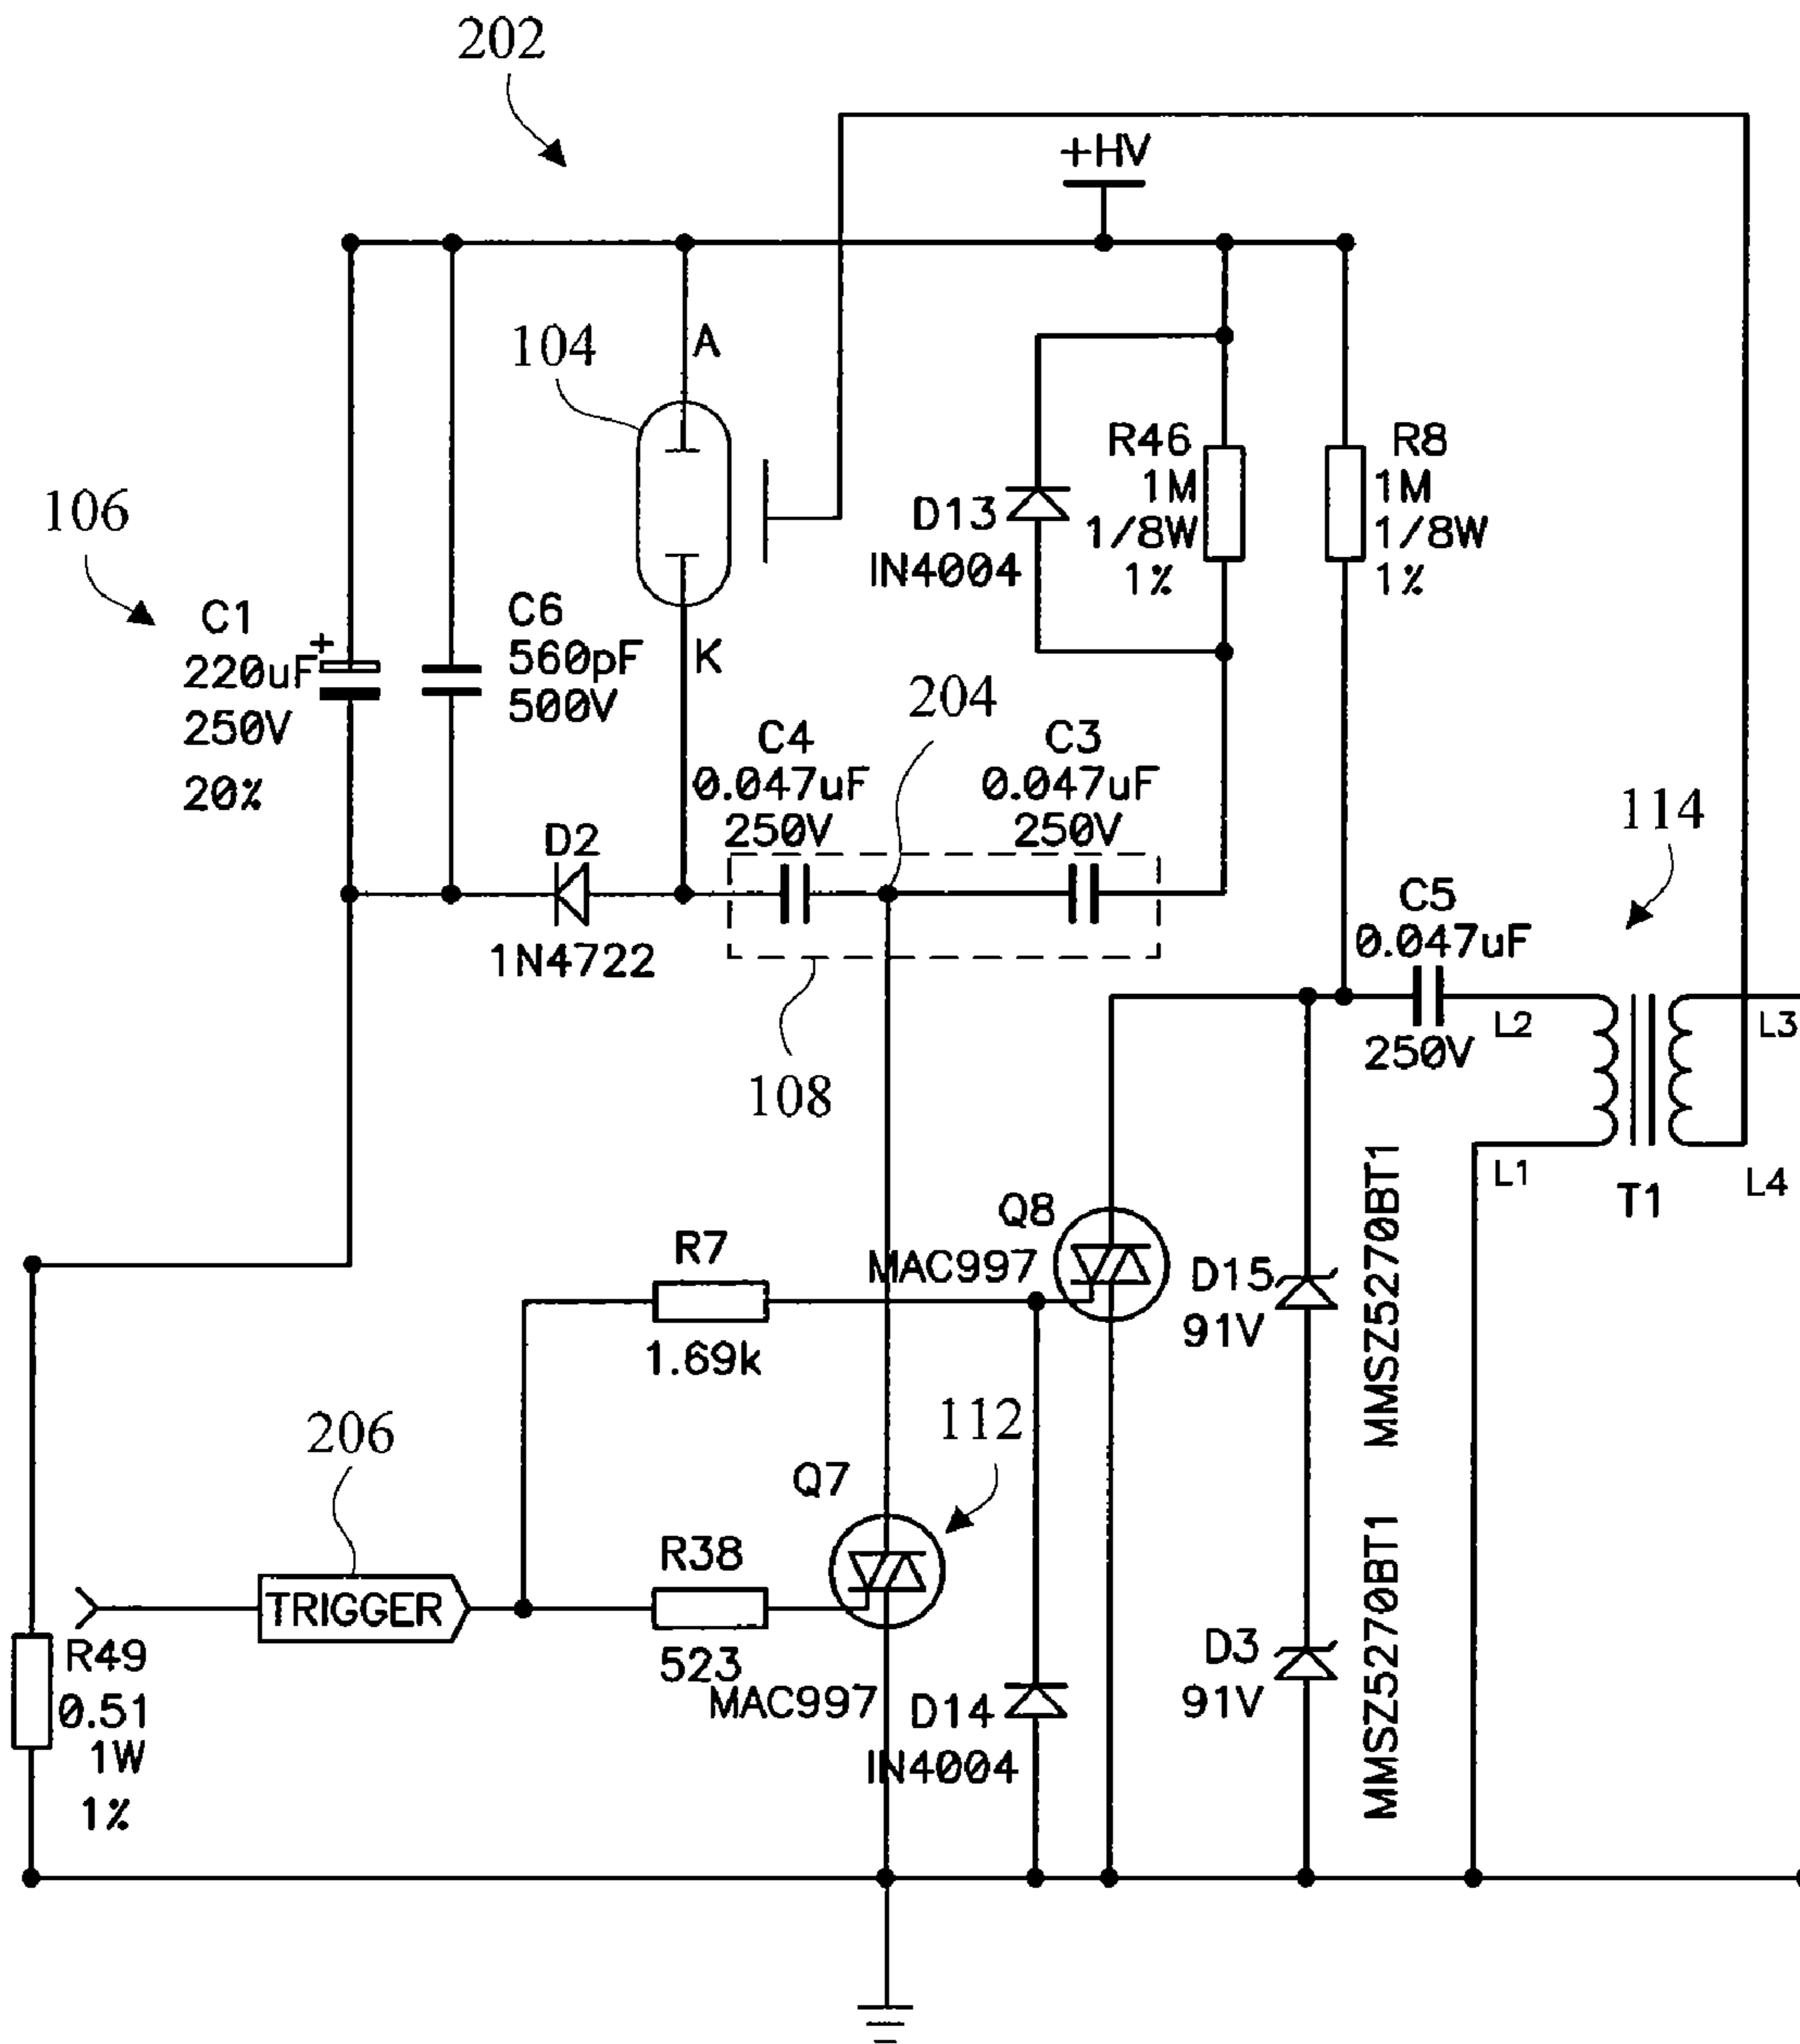 202
+HV
104
A
106
C1
220uF
250V
20%
+
C6
560pF
500V
K
D13
IN4004
R46
1M
1/8W
1%
R8
1M
1/8W
1%
204
C4
0.047uF
250V
C3
0.047uF
250V
114
D2
1N4722
108
C5
0.047uF
250V
L2
L3
L1
L4
T1
Q8
MAC997
R7
1.69k
D15
91V
MMSZ5270BT1
112
206
Q7
TRIGGER
R38
523
MAC997
R49
0.51
1W
1%
D14
IN4004
D3
91V
MMSZ5270BT1